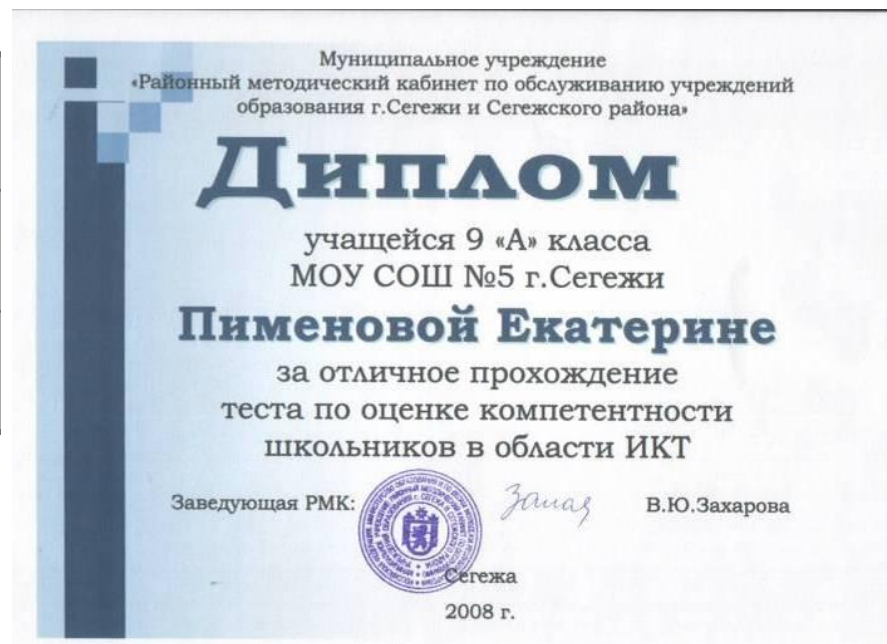 Муниципальное учреждение
«Районный методический кабинет по обслуживанию учреждений
образования г.Сегежи и Сегежского района»
Диплом
учащейся 9 «А» класса
МОУ СОШ №5 г.Сегежи
Пименовой Екатерине
за отличное прохождение
теста по оценке компетентности
школьников в области ИКТ
Заведующая РМК: В.Ю.Захарова
Сегежа
2008 г.